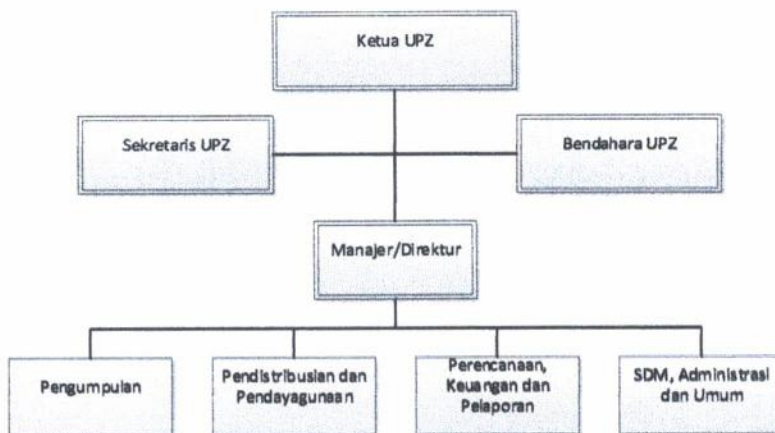 Ketua UPZ
Sekretaris UPZ
Bendahara UPZ
Manajer/Direktur
Pengumpulan
Pendistribusian dan
Pendayagunaan
Perencanaan,
Keuangan dan
Pelaporan
SDM, Administrasi
dan Umum